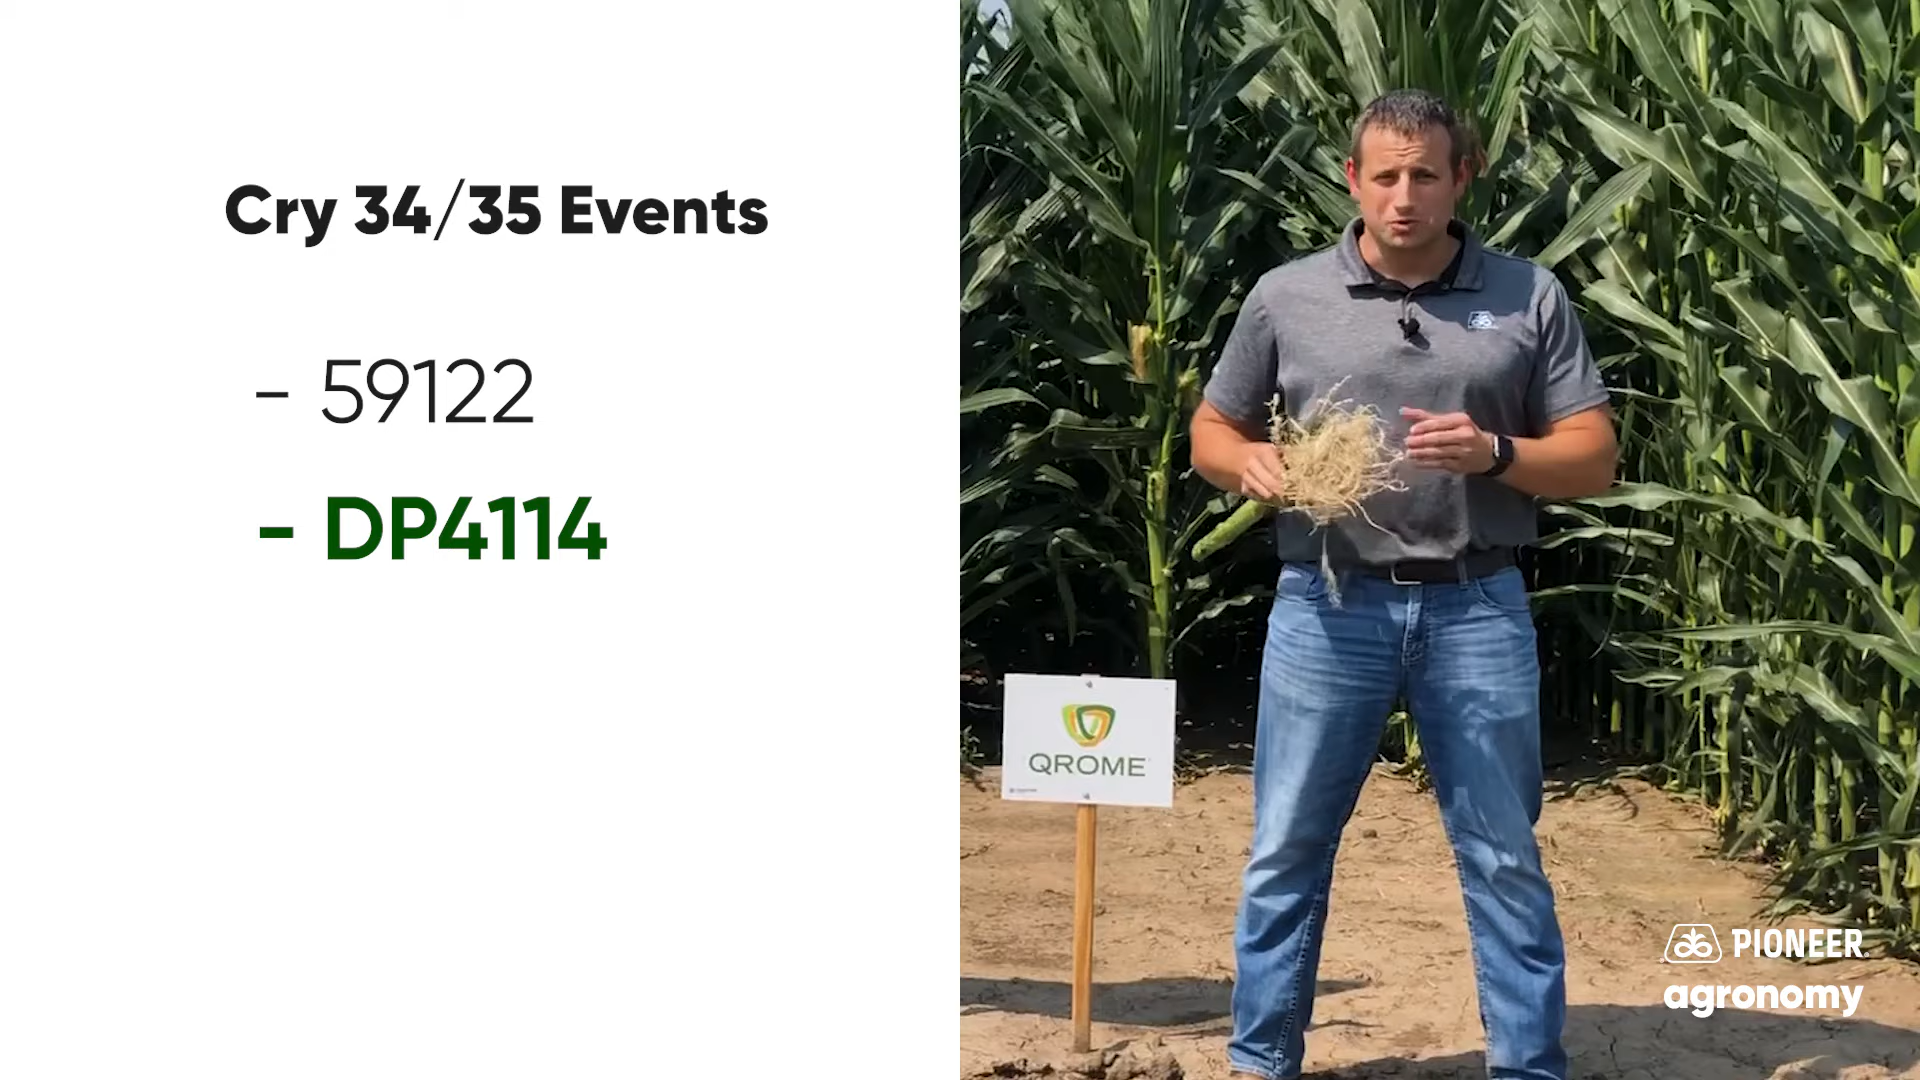 Cry 34/35 Events
- 59122
- DP4114
QROME
PIONEER
agronomy